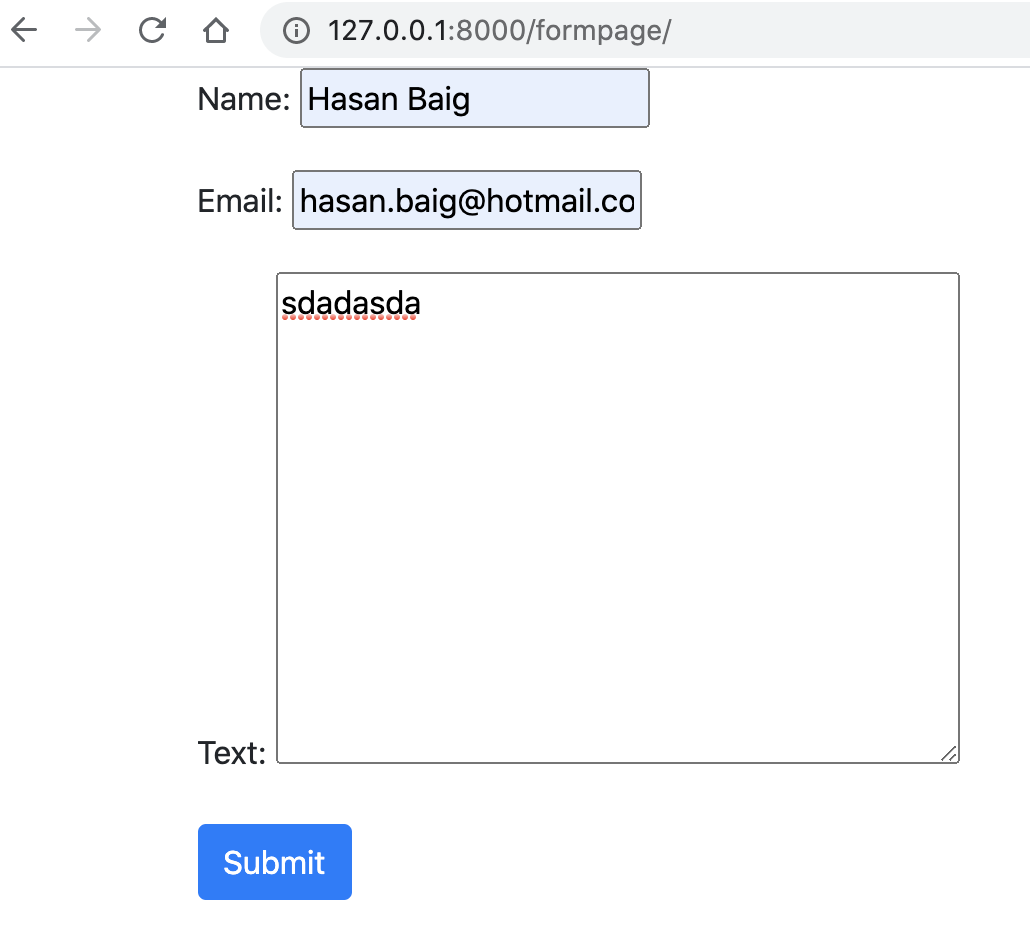 127.0.0.1:8000/formpage/
Name: Hasan Baig
Email: hasan.baig@hotmail.co
sdadasda
Text:
Submit